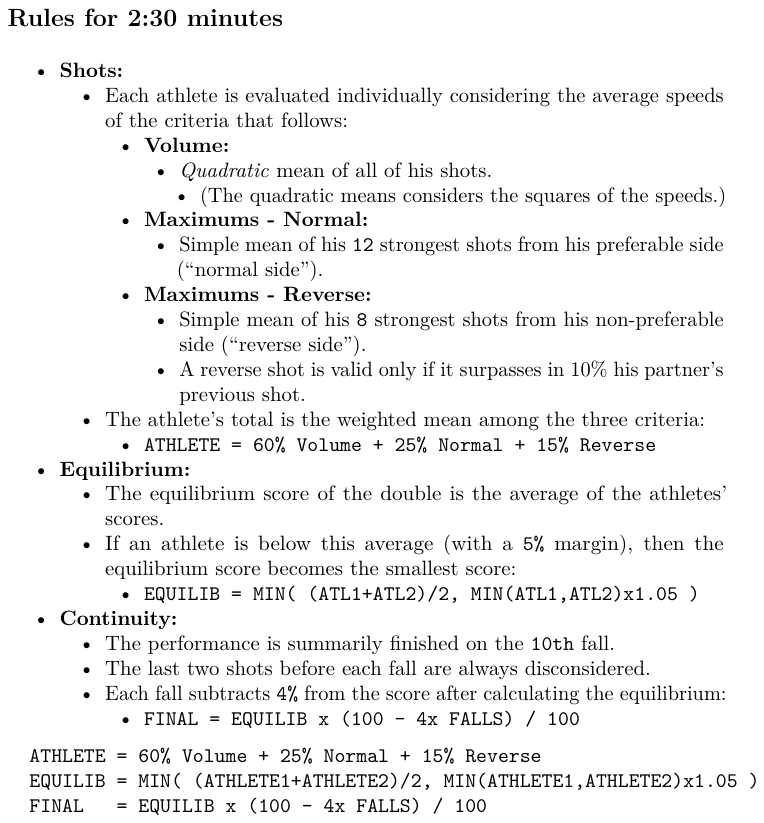 Rules for 2:30 minutes
• Shots:
• Each athlete is evaluated individually considering the average speeds
of the criteria that follows:
• Volume:
• Quadratic mean of all of his shots.
• (The quadratic means considers the squares of the speeds.)
• Maximums - Normal:
• Simple mean of his 12 strongest shots from his preferable side
(“normal side”).
• Maximums - Reverse:
• Simple mean of his 8 strongest shots from his non-preferable
side (“reverse side”).
• A reverse shot is valid only if it surpasses in 10% his partner’s
previous shot.
• The athlete’s total is the weighted mean among the three criteria:
• ATHLETE = 60% Volume + 25% Normal + 15% Reverse
• Equilibrium:
• The equilibrium score of the double is the average of the athletes’
scores.
• If an athlete is below this average (with a 5% margin), then the
equilibrium score becomes the smallest score:
• EQUILIB = MIN( (ATL1+ATL2)/2, MIN(ATL1,ATL2)x1.05 )
• Continuity:
• The performance is summarily finished on the 10th fall.
• The last two shots before each fall are always disconsidered.
• Each fall subtracts 4% from the score after calculating the equilibrium:
• FINAL = EQUILIB x (100 - 4x FALLS) / 100
ATHLETE = 60% Volume + 25% Normal + 15% Reverse
EQUILIB = MIN( (ATHLETE1+ATHLETE2)/2, MIN(ATHLETE1,ATHLETE2)x1.05 )
FINAL   = EQUILIB x (100 - 4x FALLS) / 100